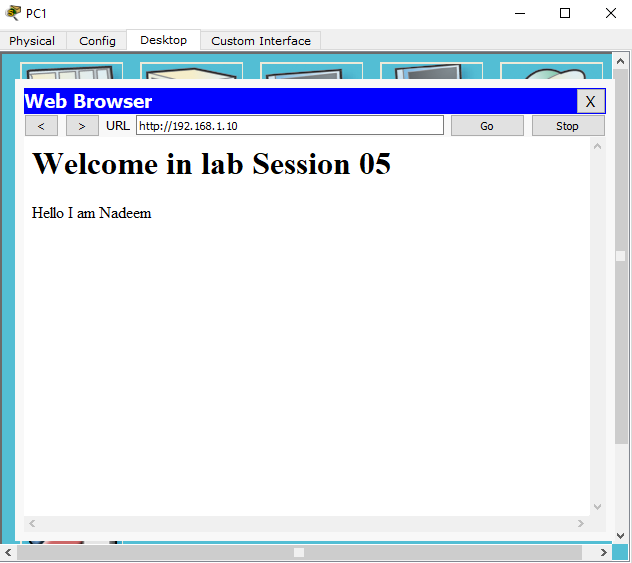 PC1
Physical Config Desktop Custom Interface
Web Browser X
< > URL http://192.168.1.10 Go Stop
Welcome in lab Session 05
Hello I am Nadeem